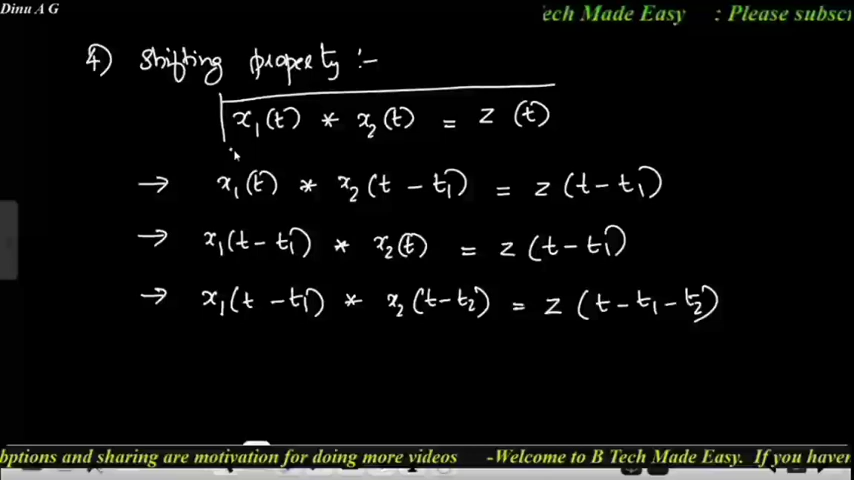 Dinu A G
ech Made Easy : Please subsc
4) Shifting property :-
x₁(t) * x₂(t) = z(t)
→ x₁(t) * x₂(t - t₁) = z(t - t₁)
→ x₁(t - t₁) * x₂(t) = z(t - t₁)
→ x₁(t - t₁) * x₂(t - t₂) = z(t - t₁ - t₂)
bptions and sharing are motivation for doing more videos -Welcome to B Tech Made Easy. If you haven